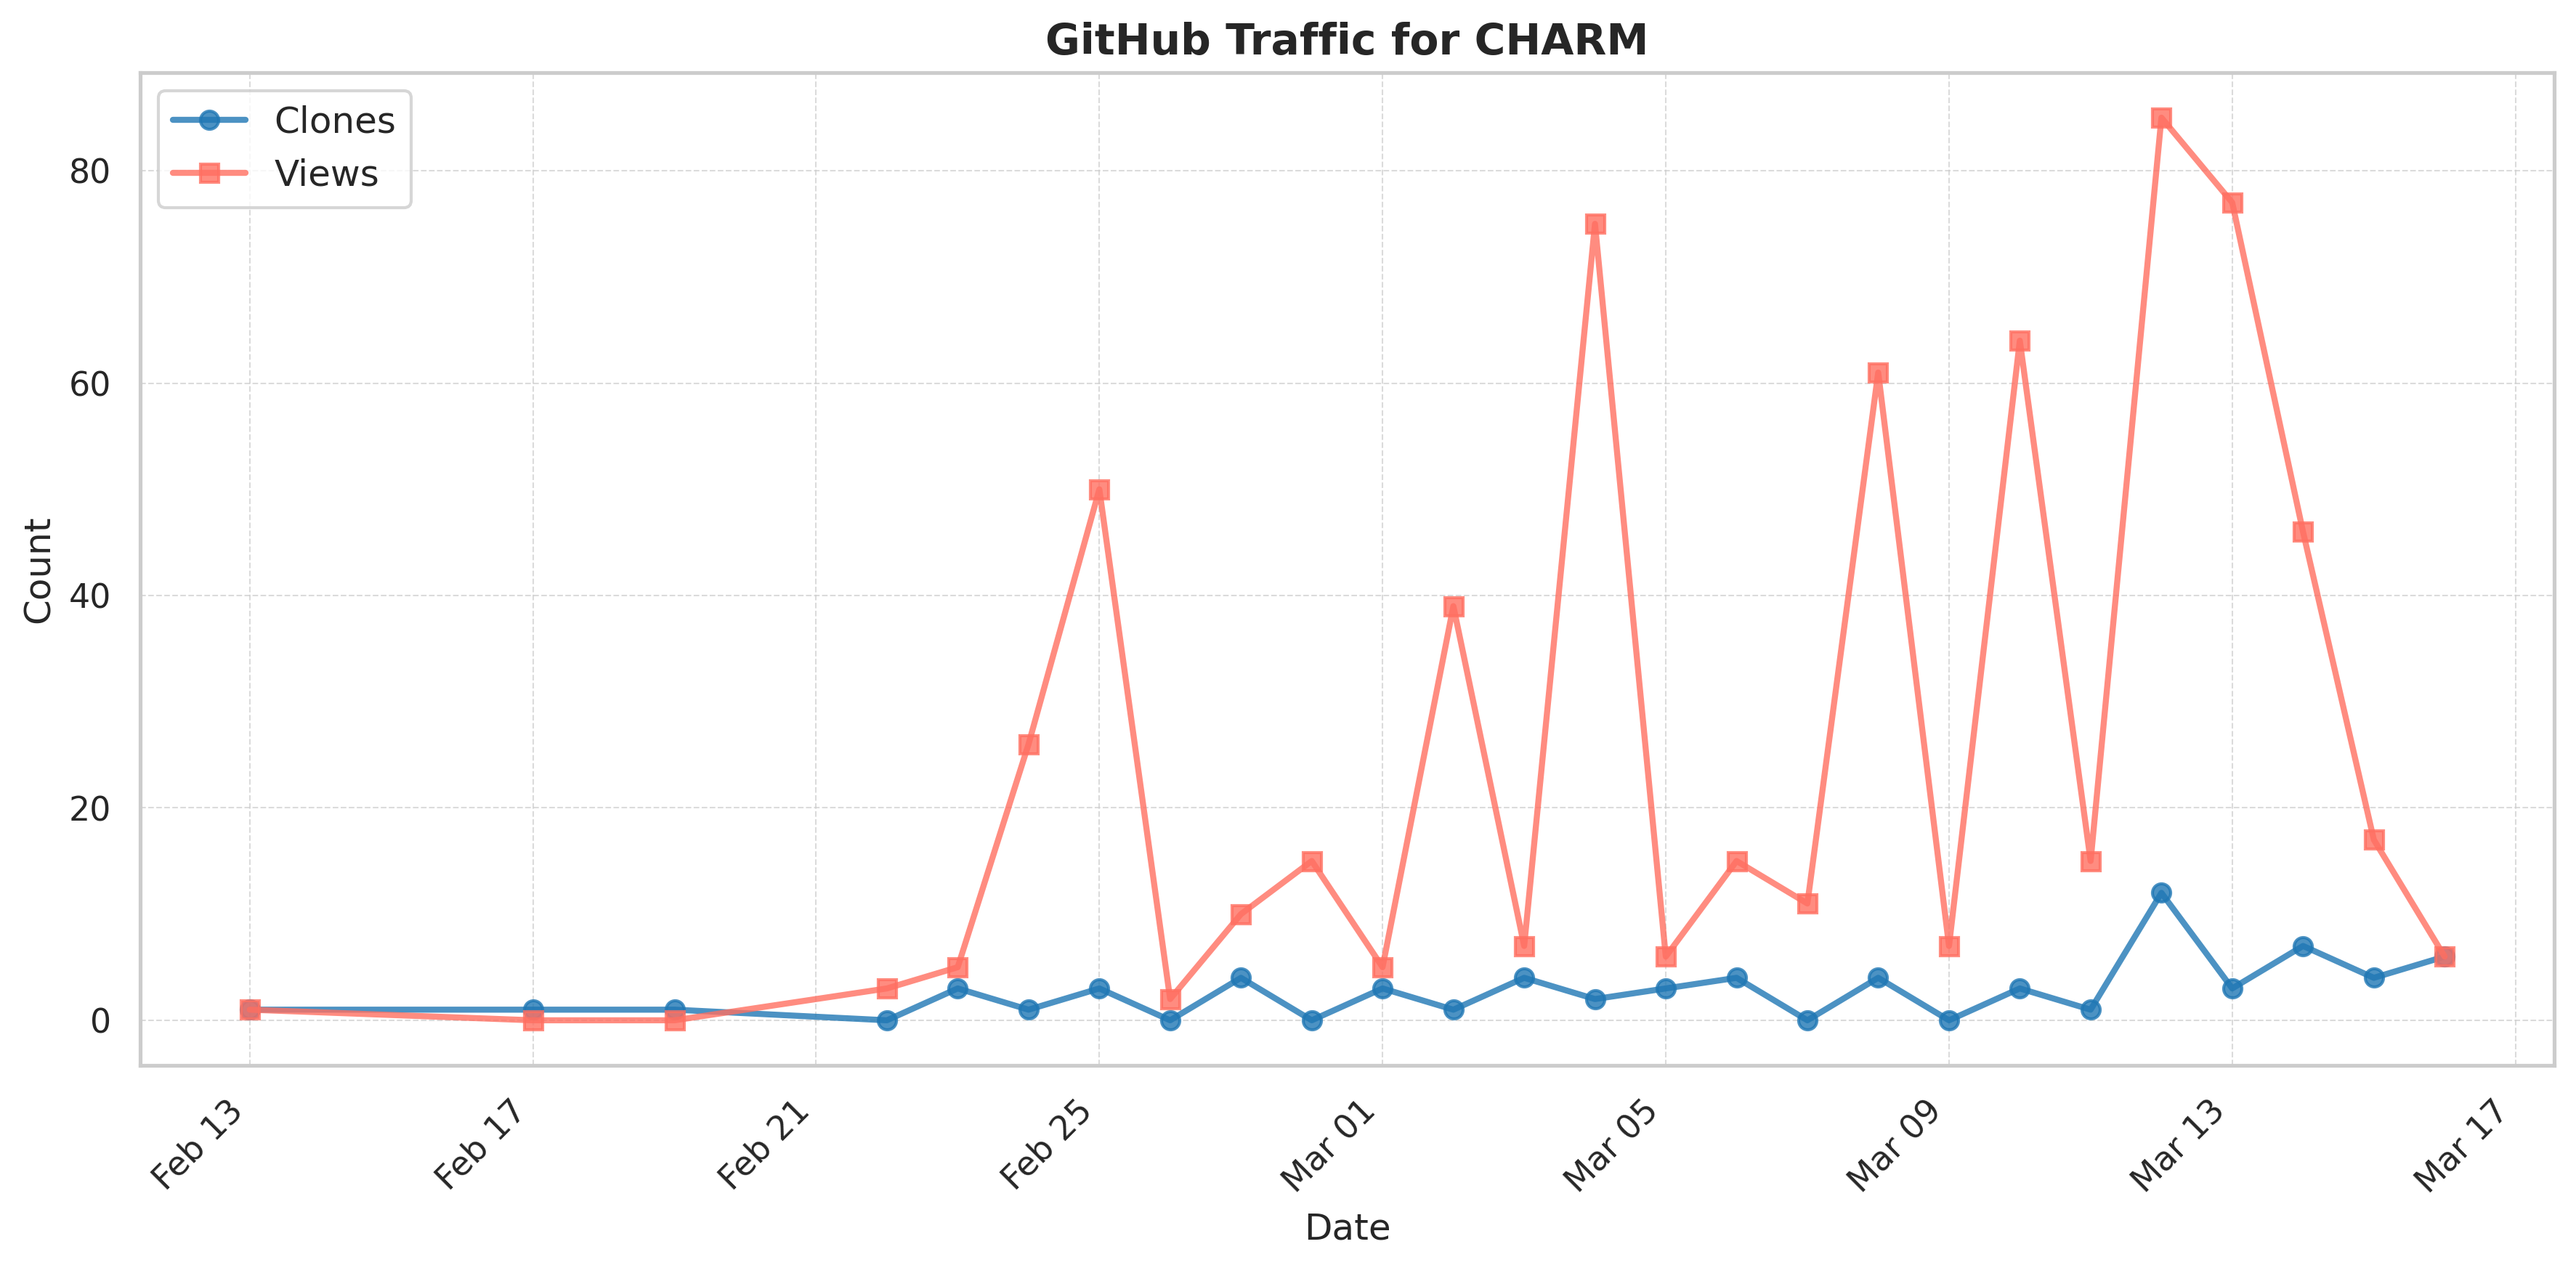 GitHub Traffic for CHARM
Clones
Views
80
60
40
20
0
Count
Feb 13
Feb 17
Feb 21
Feb 25
Mar 01
Mar 05
Mar 09
Mar 13
Mar 17
Date